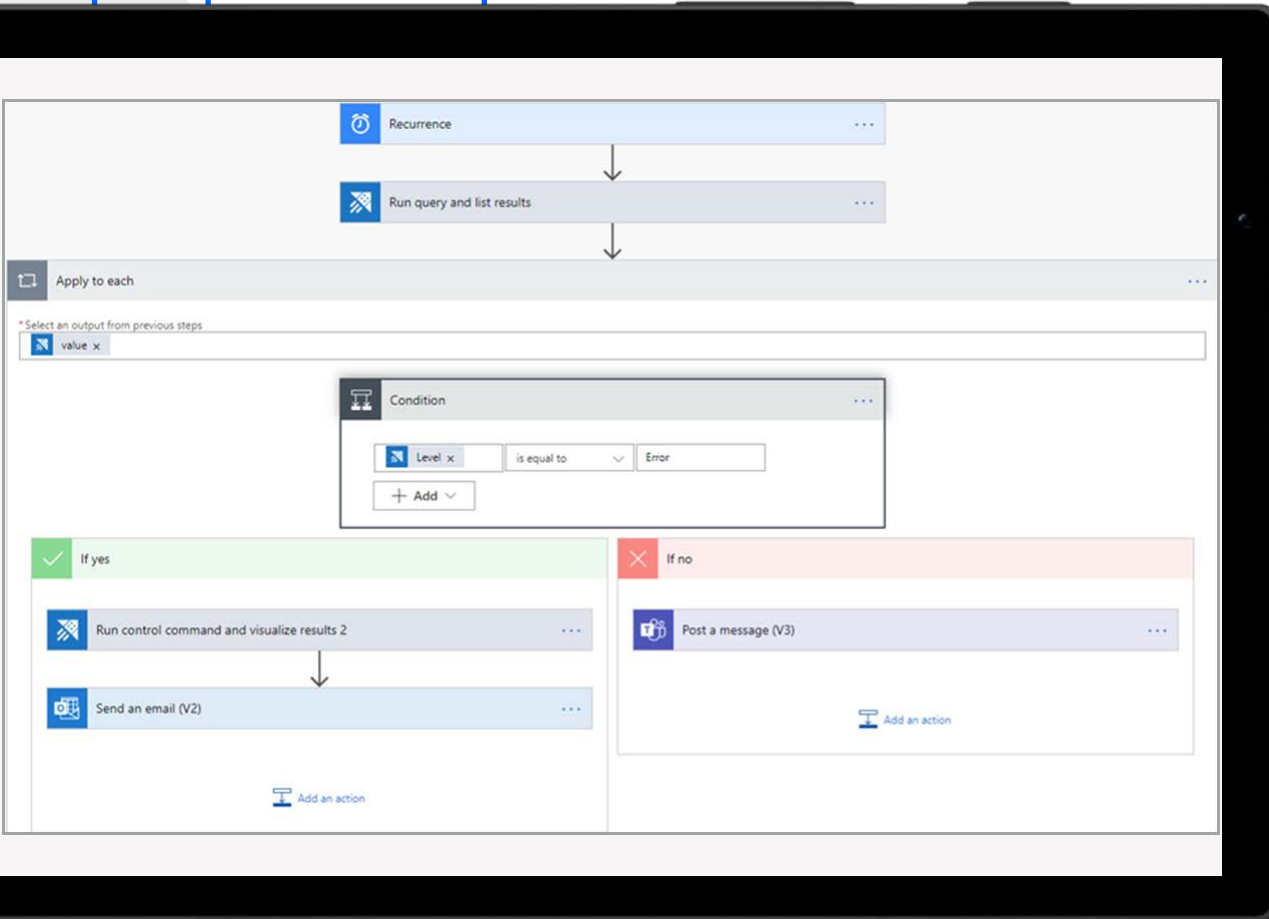 Recurrence
Run query and list results
Apply to each
*Select an output from previous steps
value x
Condition
Level x is equal to Error
+ Add
If yes
If no
Run control command and visualize results 2
Post a message (V3)
Send an email (V2)
Add an action
Add an action